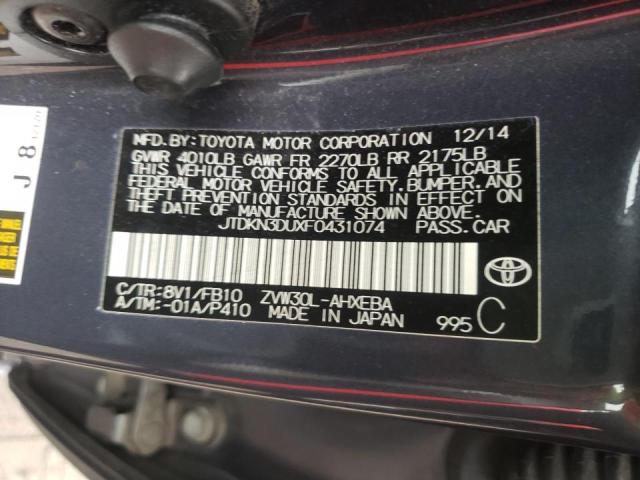 MFD. BY: TOYOTA MOTOR CORPORATION 12/14
GVWR 4010LB GAWR FR 2270LB RR 2175LB
THIS VEHICLE CONFORMS TO ALL APPLICABLE
FEDERAL MOTOR VEHICLE SAFETY, BUMPER, AND
THEFT PREVENTION STANDARDS IN EFFECT ON
THE DATE OF MANUFACTURE SHOWN ABOVE.
JTDKN3DUXF0431074 PASS. CAR
C/TR: 8V1/FB10 ZVW30L-AHXEBA
A/TM: -01A/P410 MADE IN JAPAN 995 C
J 8